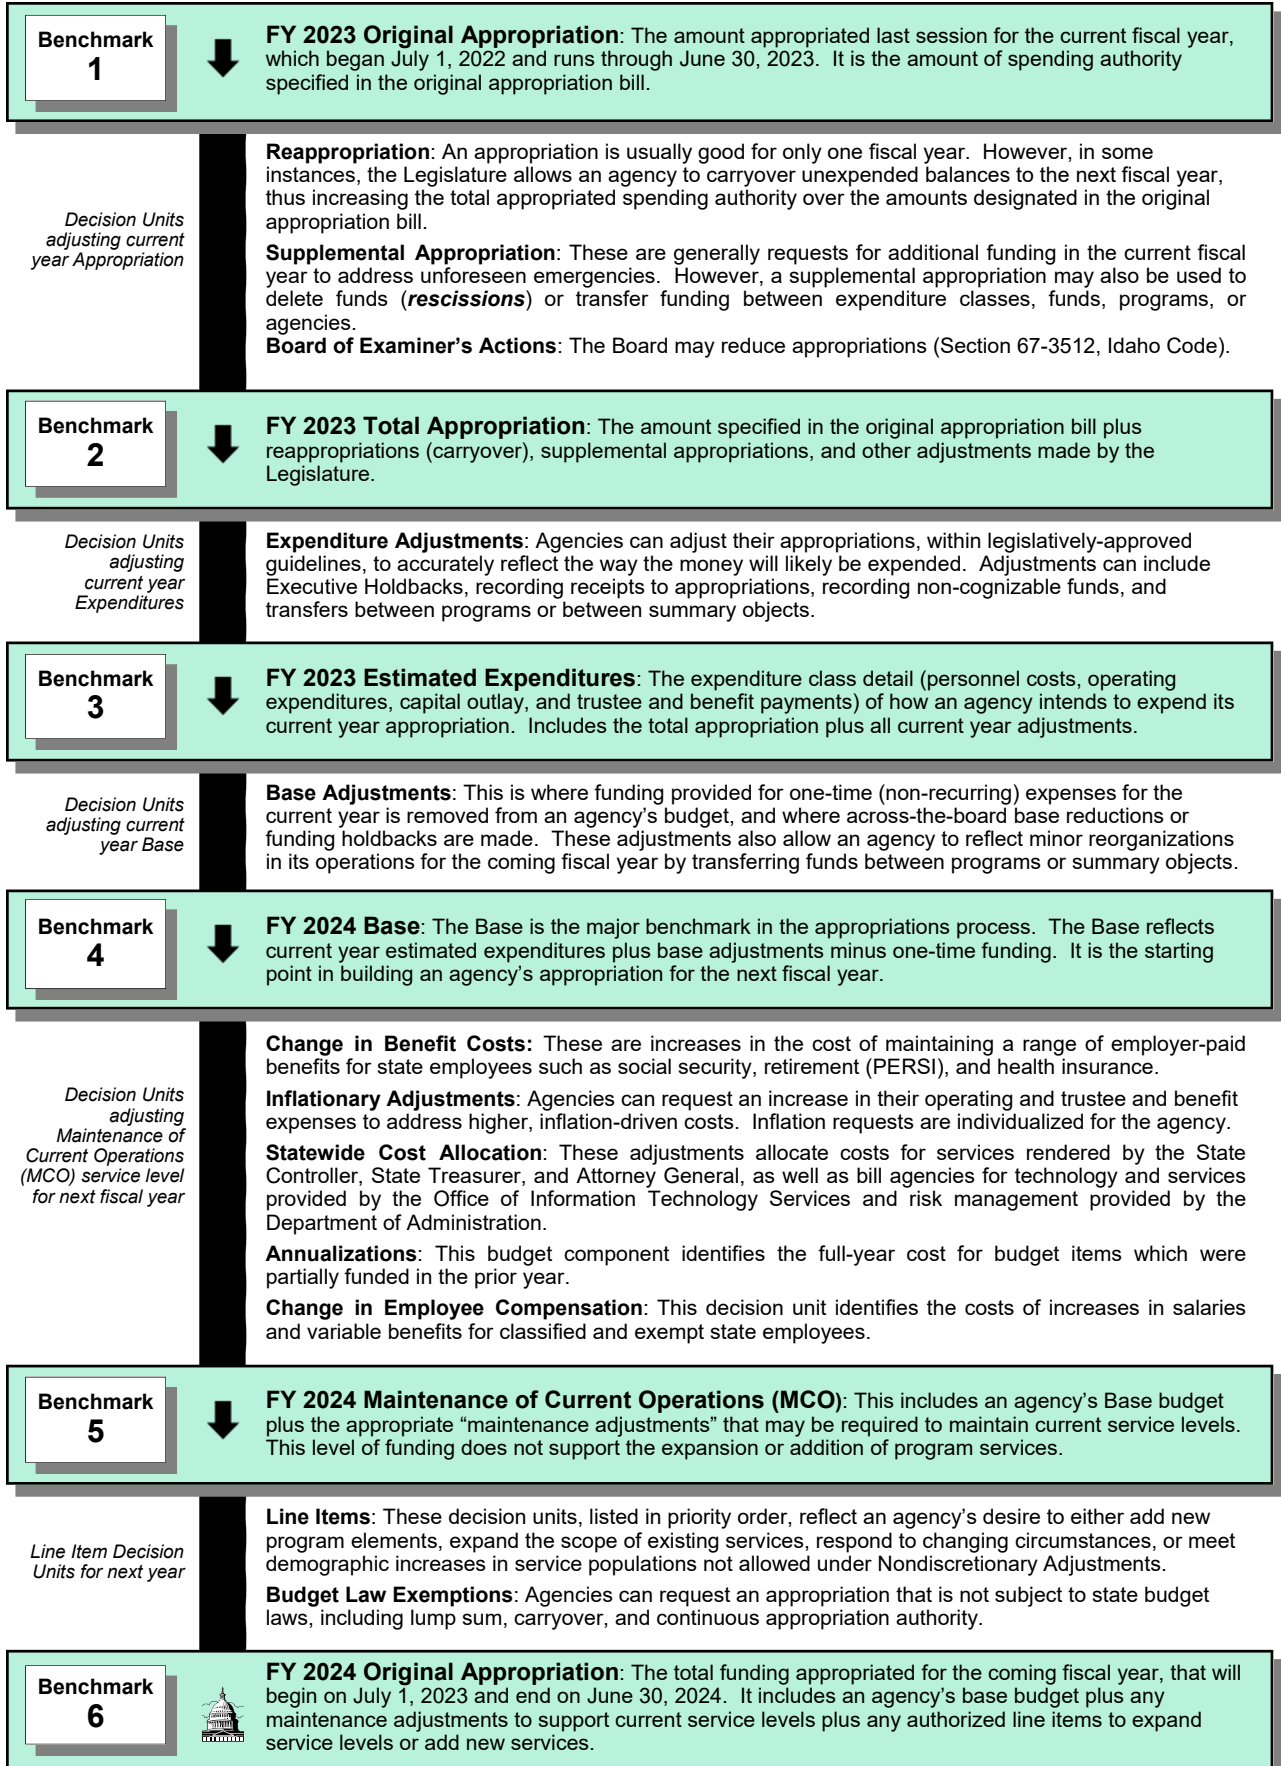 Benchmark
1
FY 2023 Original Appropriation: The amount appropriated last session for the current fiscal year,
which began July 1, 2022 and runs through June 30, 2023.  It is the amount of spending authority
specified in the original appropriation bill.
Decision Units
adjusting current
year Appropriation
Reappropriation: An appropriation is usually good for only one fiscal year.  However, in some
instances, the Legislature allows an agency to carryover unexpended balances to the next fiscal year,
thus increasing the total appropriated spending authority over the amounts designated in the original
appropriation bill.
Supplemental Appropriation: These are generally requests for additional funding in the current fiscal
year to address unforeseen emergencies.  However, a supplemental appropriation may also be used to
delete funds (rescissions) or transfer funding between expenditure classes, funds, programs, or
agencies.
Board of Examiner's Actions: The Board may reduce appropriations (Section 67-3512, Idaho Code).
Benchmark
2
FY 2023 Total Appropriation: The amount specified in the original appropriation bill plus
reappropriations (carryover), supplemental appropriations, and other adjustments made by the
Legislature.
Decision Units
adjusting
current year
Expenditures
Expenditure Adjustments: Agencies can adjust their appropriations, within legislatively-approved
guidelines, to accurately reflect the way the money will likely be expended.  Adjustments can include
Executive Holdbacks, recording receipts to appropriations, recording non-cognizable funds, and
transfers between programs or between summary objects.
Benchmark
3
FY 2023 Estimated Expenditures: The expenditure class detail (personnel costs, operating
expenditures, capital outlay, and trustee and benefit payments) of how an agency intends to expend its
current year appropriation.  Includes the total appropriation plus all current year adjustments.
Decision Units
adjusting current
year Base
Base Adjustments: This is where funding provided for one-time (non-recurring) expenses for the
current year is removed from an agency's budget, and where across-the-board base reductions or
funding holdbacks are made.  These adjustments also allow an agency to reflect minor reorganizations
in its operations for the coming fiscal year by transferring funds between programs or summary objects.
Benchmark
4
FY 2024 Base: The Base is the major benchmark in the appropriations process.  The Base reflects
current year estimated expenditures plus base adjustments minus one-time funding.  It is the starting
point in building an agency's appropriation for the next fiscal year.
Decision Units
adjusting
Maintenance of
Current Operations
(MCO) service level
for next fiscal year
Change in Benefit Costs: These are increases in the cost of maintaining a range of employer-paid
benefits for state employees such as social security, retirement (PERSI), and health insurance.
Inflationary Adjustments: Agencies can request an increase in their operating and trustee and benefit
expenses to address higher, inflation-driven costs.  Inflation requests are individualized for the agency.
Statewide Cost Allocation: These adjustments allocate costs for services rendered by the State
Controller, State Treasurer, and Attorney General, as well as bill agencies for technology and services
provided by the Office of Information Technology Services and risk management provided by the
Department of Administration.
Annualizations: This budget component identifies the full-year cost for budget items which were
partially funded in the prior year.
Change in Employee Compensation: This decision unit identifies the costs of increases in salaries
and variable benefits for classified and exempt state employees.
Benchmark
5
FY 2024 Maintenance of Current Operations (MCO): This includes an agency's Base budget
plus the appropriate “maintenance adjustments” that may be required to maintain current service levels.
This level of funding does not support the expansion or addition of program services.
Line Item Decision
Units for next year
Line Items: These decision units, listed in priority order, reflect an agency's desire to either add new
program elements, expand the scope of existing services, respond to changing circumstances, or meet
demographic increases in service populations not allowed under Nondiscretionary Adjustments.
Budget Law Exemptions: Agencies can request an appropriation that is not subject to state budget
laws, including lump sum, carryover, and continuous appropriation authority.
Benchmark
6
FY 2024 Original Appropriation: The total funding appropriated for the coming fiscal year, that will
begin on July 1, 2023 and end on June 30, 2024.  It includes an agency's base budget plus any
maintenance adjustments to support current service levels plus any authorized line items to expand
service levels or add new services.